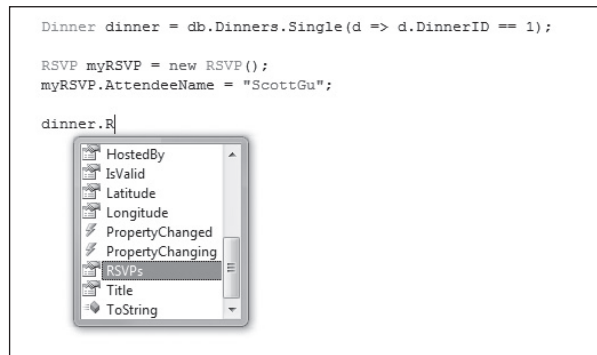 Dinner dinner = db.Dinners.Single(d => d.DinnerID == 1);
RSVP myRSVP = new RSVP();
myRSVP.AttendeeName = "ScottGu";
dinner.R
HostedBy
IsValid
Latitude
Longitude
PropertyChanged
PropertyChanging
RSVPs
Title
ToString